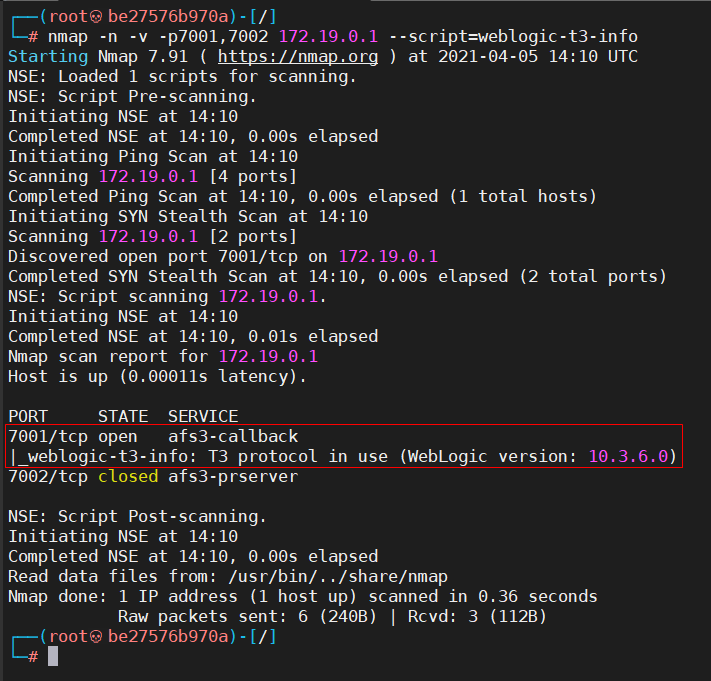 ┌──(root💀be27576b970a)-[/]
└─# nmap -n -v -p7001,7002 172.19.0.1 --script=weblogic-t3-info
Starting Nmap 7.91 ( https://nmap.org ) at 2021-04-05 14:10 UTC
NSE: Loaded 1 scripts for scanning.
NSE: Script Pre-scanning.
Initiating NSE at 14:10
Completed NSE at 14:10, 0.00s elapsed
Initiating Ping Scan at 14:10
Scanning 172.19.0.1 [4 ports]
Completed Ping Scan at 14:10, 0.00s elapsed (1 total hosts)
Initiating SYN Stealth Scan at 14:10
Scanning 172.19.0.1 [2 ports]
Discovered open port 7001/tcp on 172.19.0.1
Completed SYN Stealth Scan at 14:10, 0.00s elapsed (2 total ports)
NSE: Script scanning 172.19.0.1.
Initiating NSE at 14:10
Completed NSE at 14:10, 0.01s elapsed
Nmap scan report for 172.19.0.1
Host is up (0.00011s latency).

PORT     STATE  SERVICE
7001/tcp open   afs3-callback
|_weblogic-t3-info: T3 protocol in use (WebLogic version: 10.3.6.0)
7002/tcp closed afs3-prserver

NSE: Script Post-scanning.
Initiating NSE at 14:10
Completed NSE at 14:10, 0.00s elapsed
Read data files from: /usr/bin/../share/nmap
Nmap done: 1 IP address (1 host up) scanned in 0.36 seconds
           Raw packets sent: 6 (240B) | Rcvd: 3 (112B)
┌──(root💀be27576b970a)-[/]
└─#